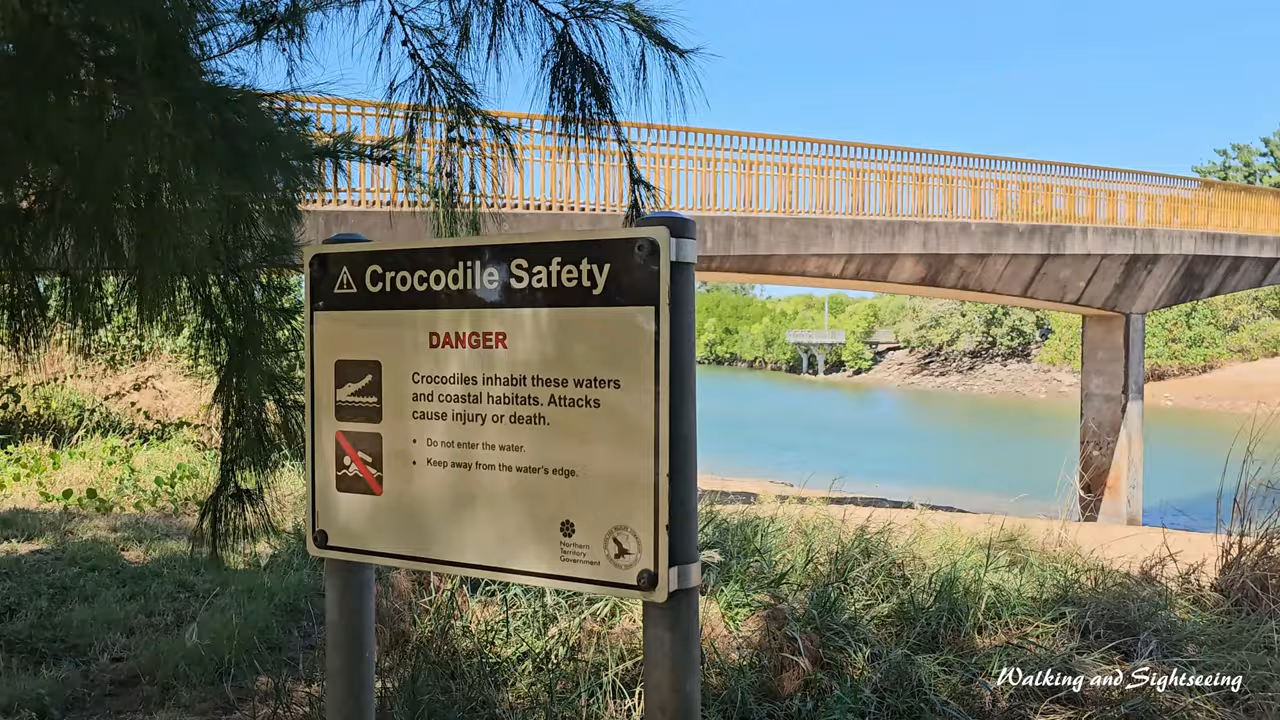 Crocodile Safety
DANGER
Crocodiles inhabit these waters
and coastal habitats. Attacks
cause injury or death.
• Do not enter the water.
• Keep away from the water's edge.
Northern
Territory
Government
Walking and Sightseeing